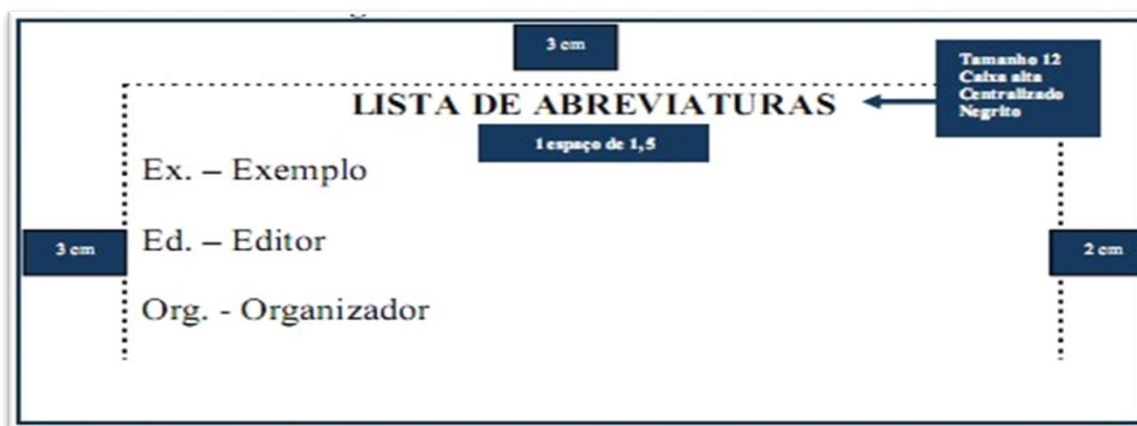 3 cm
Tamanho 12
Caixa alta
Centralizado
Negrito
LISTA DE ABREVIATURAS
1 espaço de 1,5
Ex. – Exemplo
3 cm
Ed. – Editor
2 cm
Org. - Organizador